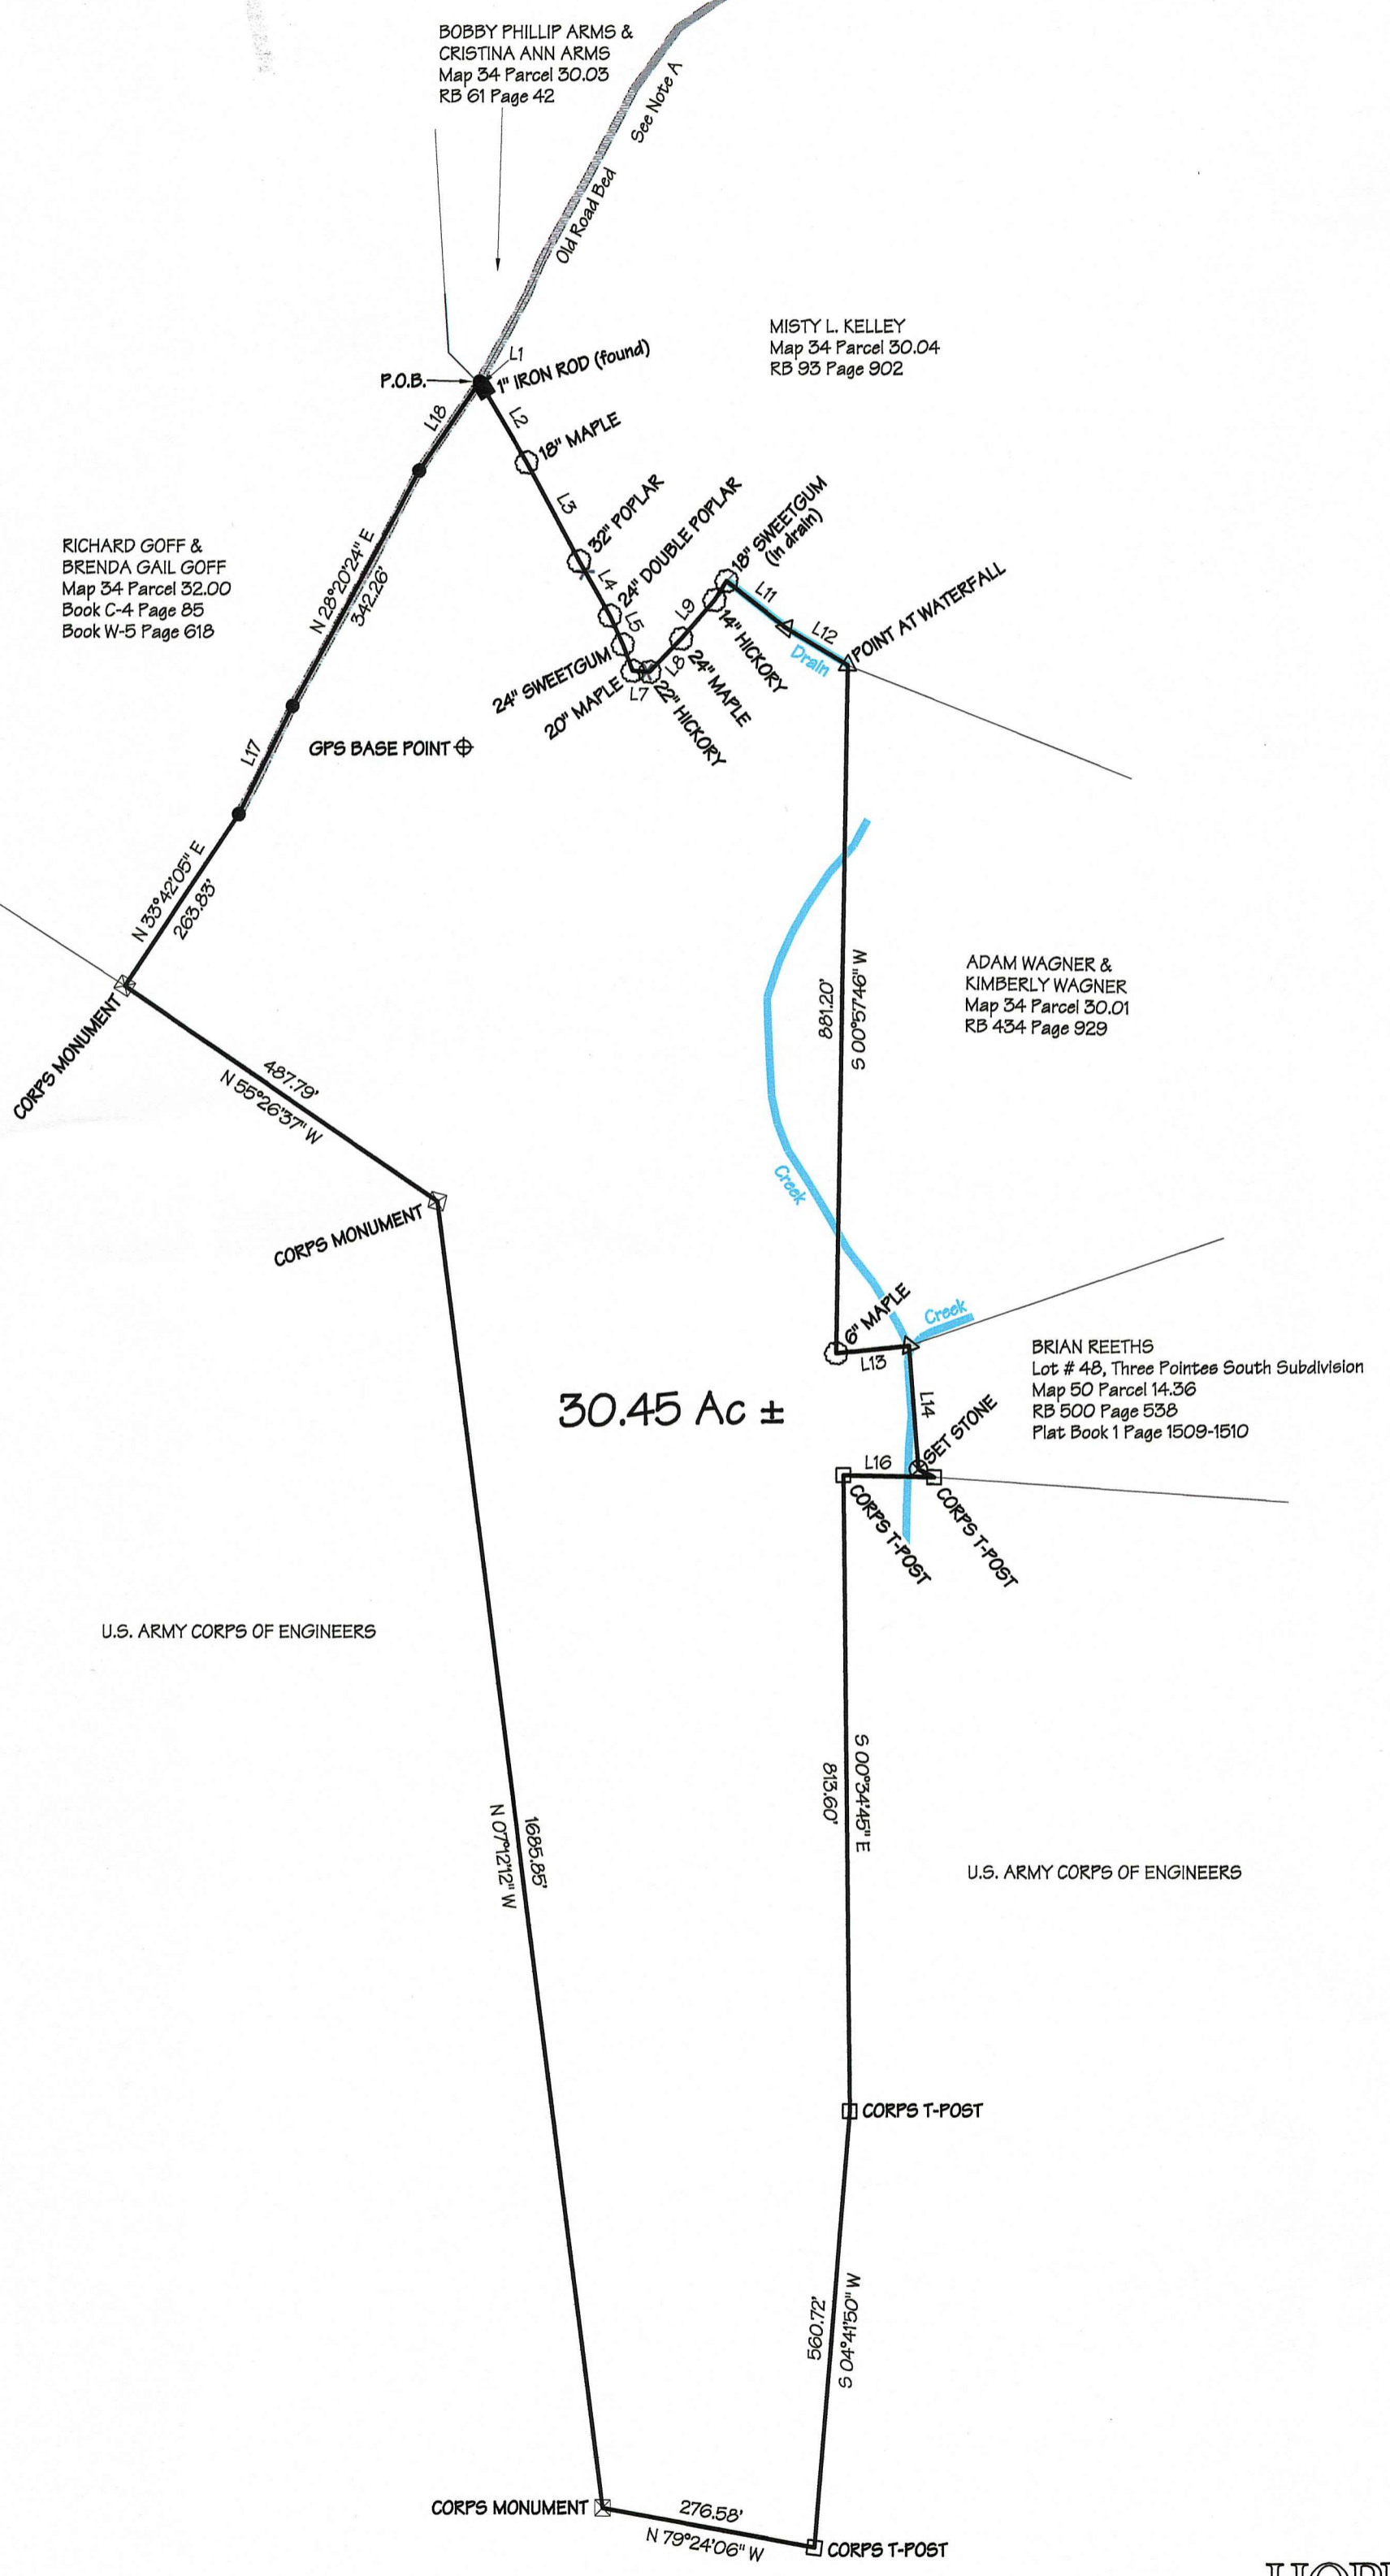 BOBBY PHILLIP ARMS &
CRISTINA ANN ARMS
Map 34 Parcel 30.03
RB 61 Page 42
See Note A
Old Road Bed
MISTY L. KELLEY
Map 34 Parcel 30.04
RB 93 Page 902
L1
P.O.B.
1" IRON ROD (found)
L18
L2
18" MAPLE
L3
32" POPLAR
L4
24" DOUBLE POPLAR
L5
18" SWEETGUM
(in drain)
L11
L12
Drain
POINT AT WATERFALL
L9
14" HICKORY
L8
24" MAPLE
24" SWEETGUM
20" MAPLE
L7
22" HICKORY
RICHARD GOFF &
BRENDA GAIL GOFF
Map 34 Parcel 32.00
Book C-4 Page 85
Book W-5 Page 618
N 28°20'24" E
342.26'
L17
GPS BASE POINT
N 33°42'05" E
263.83'
CORPS MONUMENT
487.79'
N 55°26'37" W
CORPS MONUMENT
881.20'
S 00°57'46" W
ADAM WAGNER &
KIMBERLY WAGNER
Map 34 Parcel 30.01
RB 434 Page 929
Creek
6" MAPLE
Creek
L13
L14
BRIAN REETHS
Lot # 48, Three Pointes South Subdivision
Map 50 Parcel 14.36
RB 500 Page 538
Plat Book 1 Page 1509-1510
30.45 Ac ±
SET STONE
L16
CORPS T-POST
CORPS T-POST
U.S. ARMY CORPS OF ENGINEERS
813.60'
S 00°34'45" E
1685.85'
N 07°12'12" W
U.S. ARMY CORPS OF ENGINEERS
CORPS T-POST
560.72'
S 04°41'50" W
CORPS MONUMENT
276.58'
N 79°24'06" W
CORPS T-POST